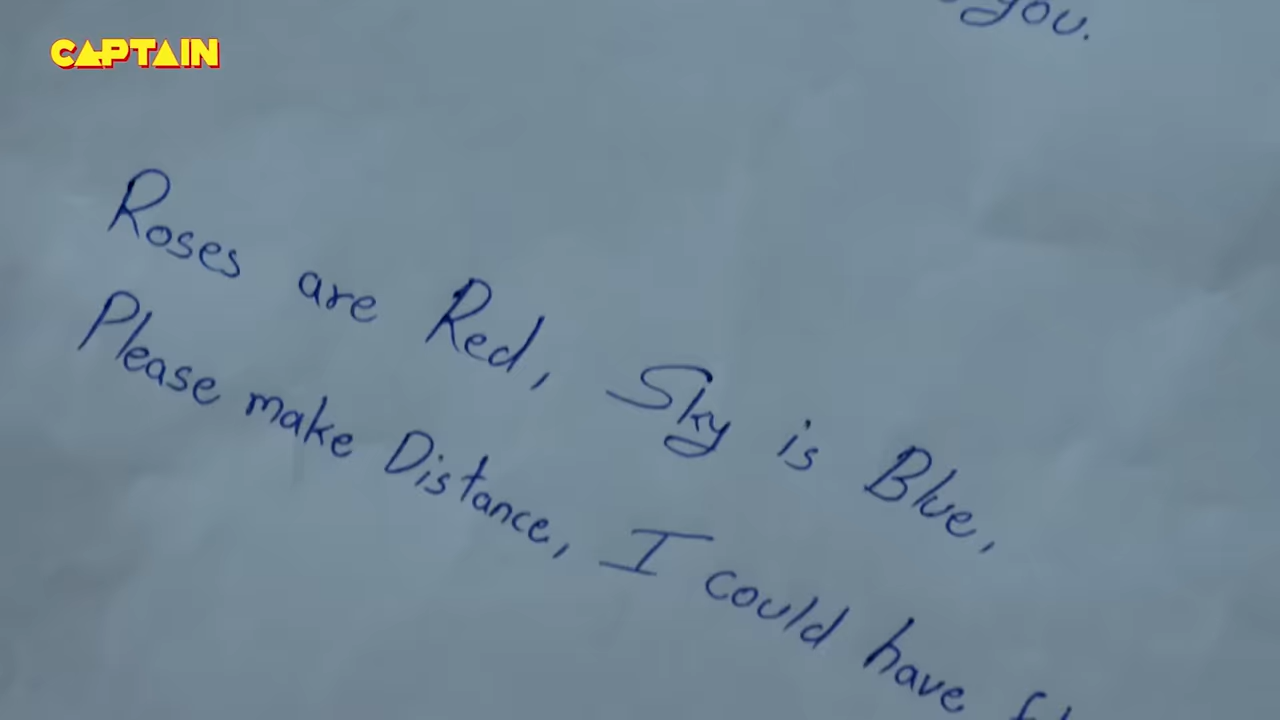 CAPTAIN
you.
Roses are Red, Sky is Blue,
Please make Distance, I could have